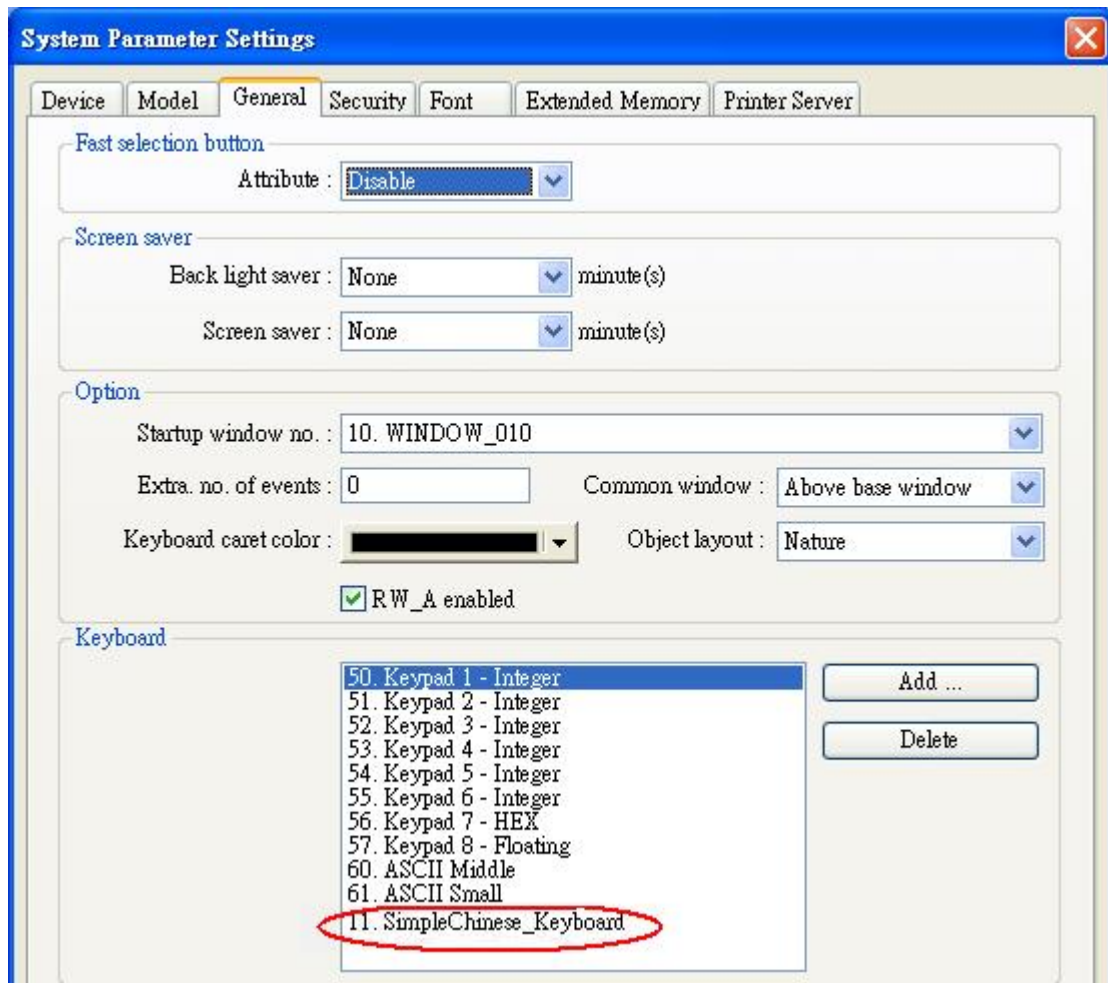 System Parameter Settings
Device Model General Security Font Extended Memory Printer Server
Fast selection button
Attribute : Disable
Screen saver
Back light saver : None minute(s)
Screen saver : None minute(s)
Option
Startup window no. : 10. WINDOW_010
Extra. no. of events : 0 Common window : Above base window
Keyboard caret color : Object layout : Nature
RW_A enabled
Keyboard
50. Keypad 1 - Integer Add ...
51. Keypad 2 - Integer
52. Keypad 3 - Integer Delete
53. Keypad 4 - Integer
54. Keypad 5 - Integer
55. Keypad 6 - Integer
56. Keypad 7 - HEX
57. Keypad 8 - Floating
60. ASCII Middle
61. ASCII Small
11. SimpleChinese_Keyboard